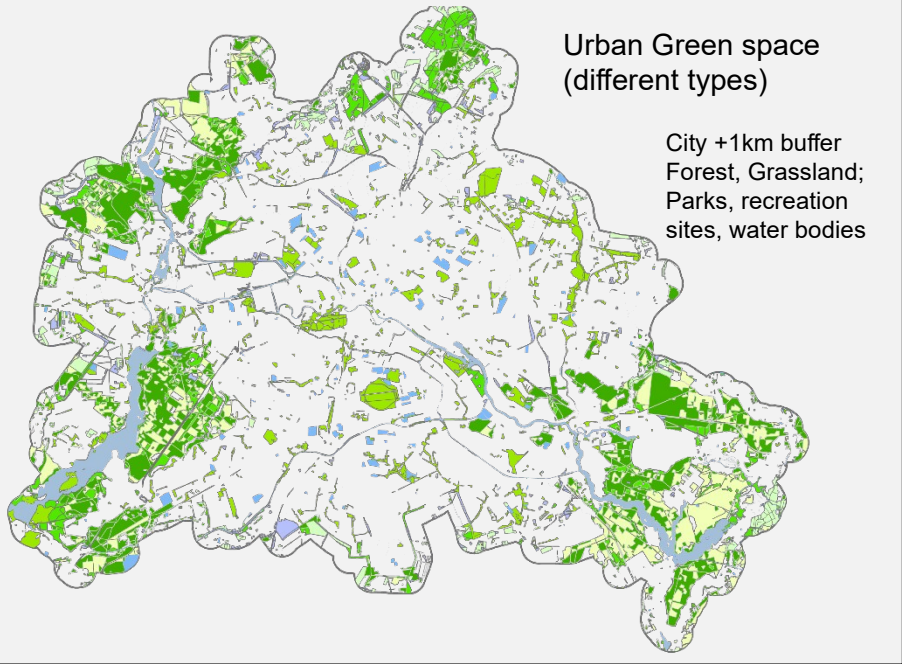 Urban Green space
(different types)
City +1km buffer
Forest, Grassland;
Parks, recreation
sites, water bodies